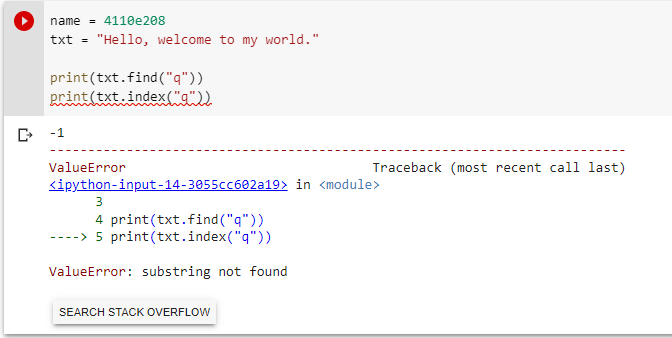 name = 4110e208
txt = "Hello, welcome to my world."
print(txt.find("q"))
print(txt.index("q"))
-1
---------------------------------------------------------------------------
ValueError                                Traceback (most recent call last)
<ipython-input-14-3055cc602a19> in <module>
      3
      4 print(txt.find("q"))
----> 5 print(txt.index("q"))
ValueError: substring not found
SEARCH STACK OVERFLOW